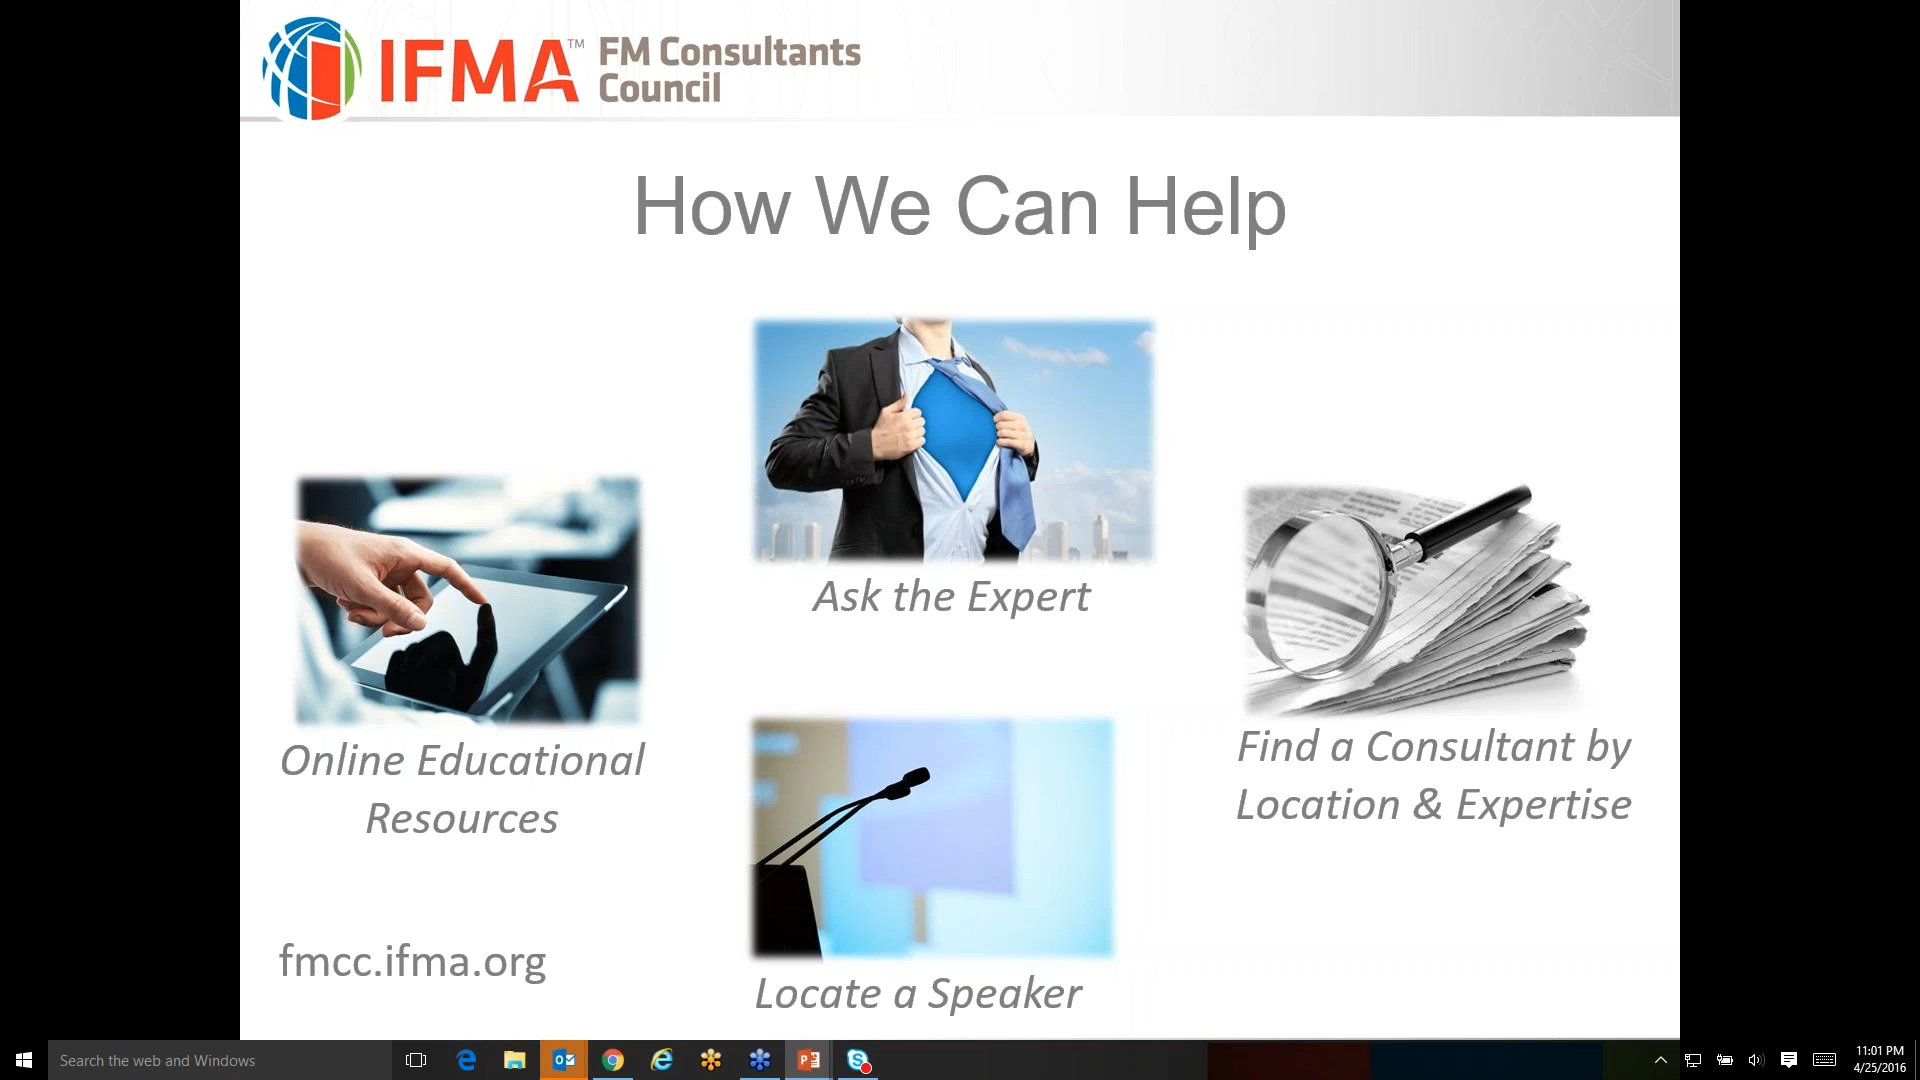 IFMA™ FM Consultants
Council
How We Can Help
Ask the Expert
Online Educational
Resources
Find a Consultant by
Location & Expertise
Locate a Speaker
fmcc.ifma.org
Search the web and Windows
11:01 PM
4/25/2016